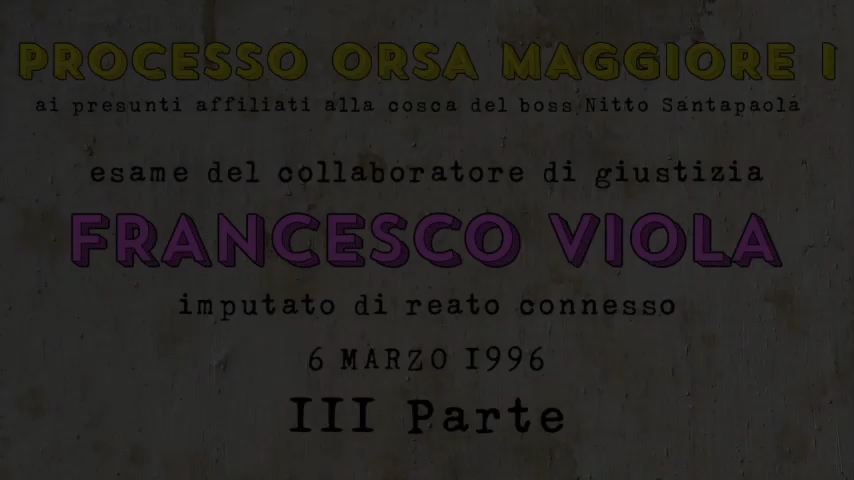 PROCESSO ORSA MAGGIORE I
ai presunti affiliati alla cosca del boss Nitto Santapaola
esame del collaboratore di giustizia
FRANCESCO VIOLA
imputato di reato connesso
6 MARZO 1996
III Parte